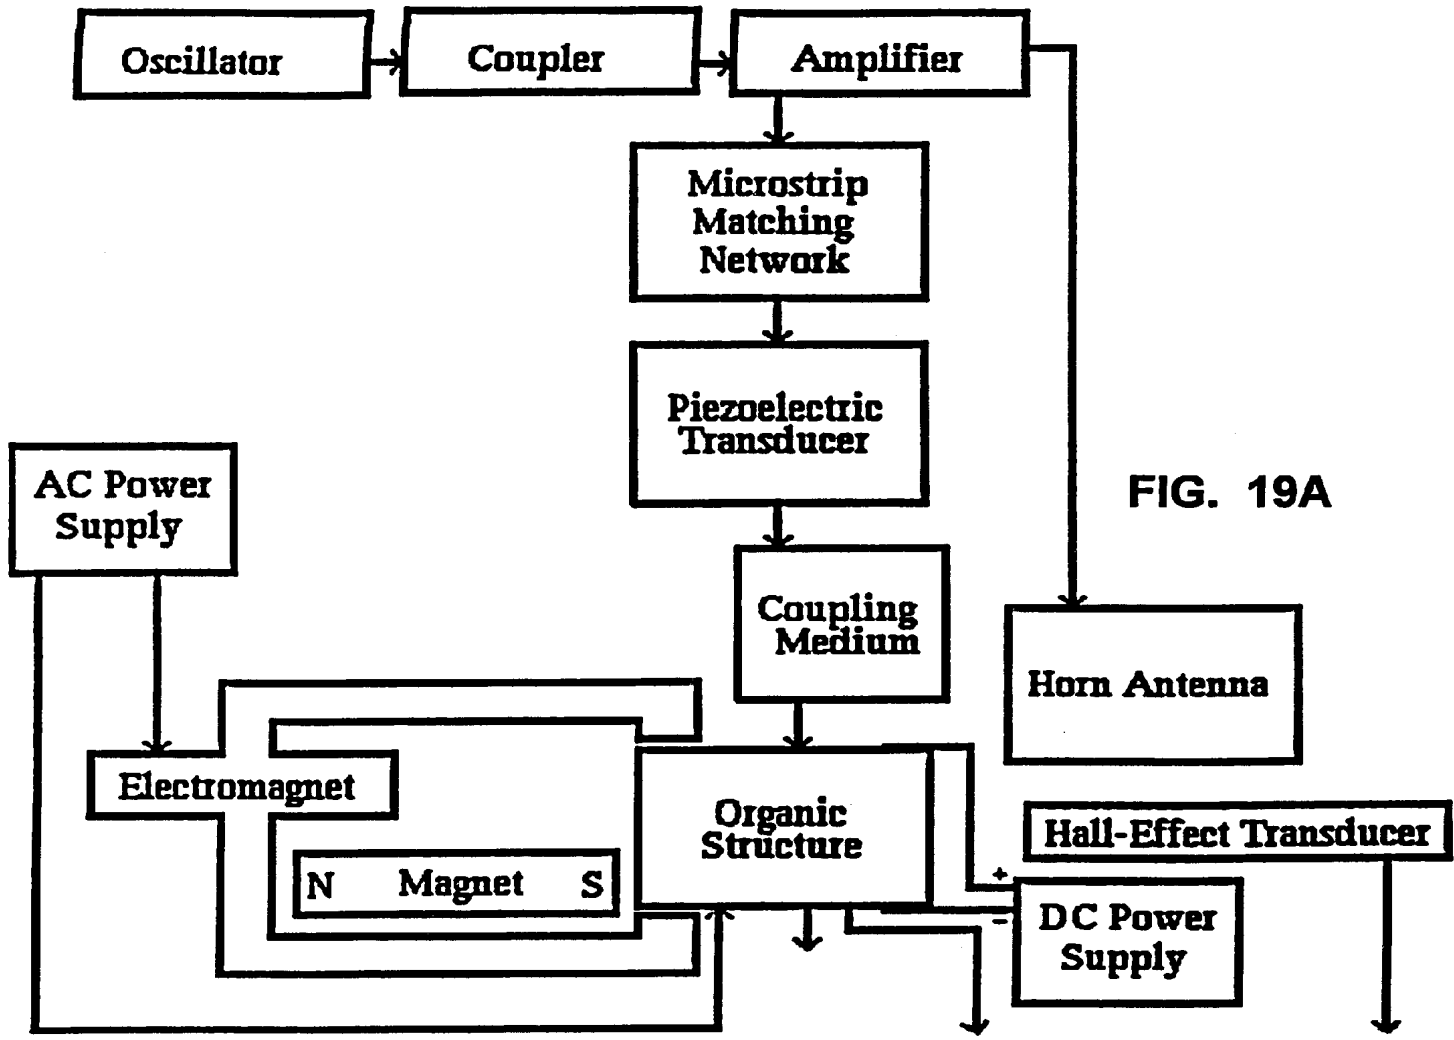 Oscillator
Coupler
Amplifier
Microstrip
Matching
Network
Piezoelectric
Transducer
AC Power
Supply
FIG. 19A
Coupling
Medium
Horn Antenna
Electromagnet
Organic
Structure
Hall-Effect Transducer
N Magnet S
+
-
DC Power
Supply